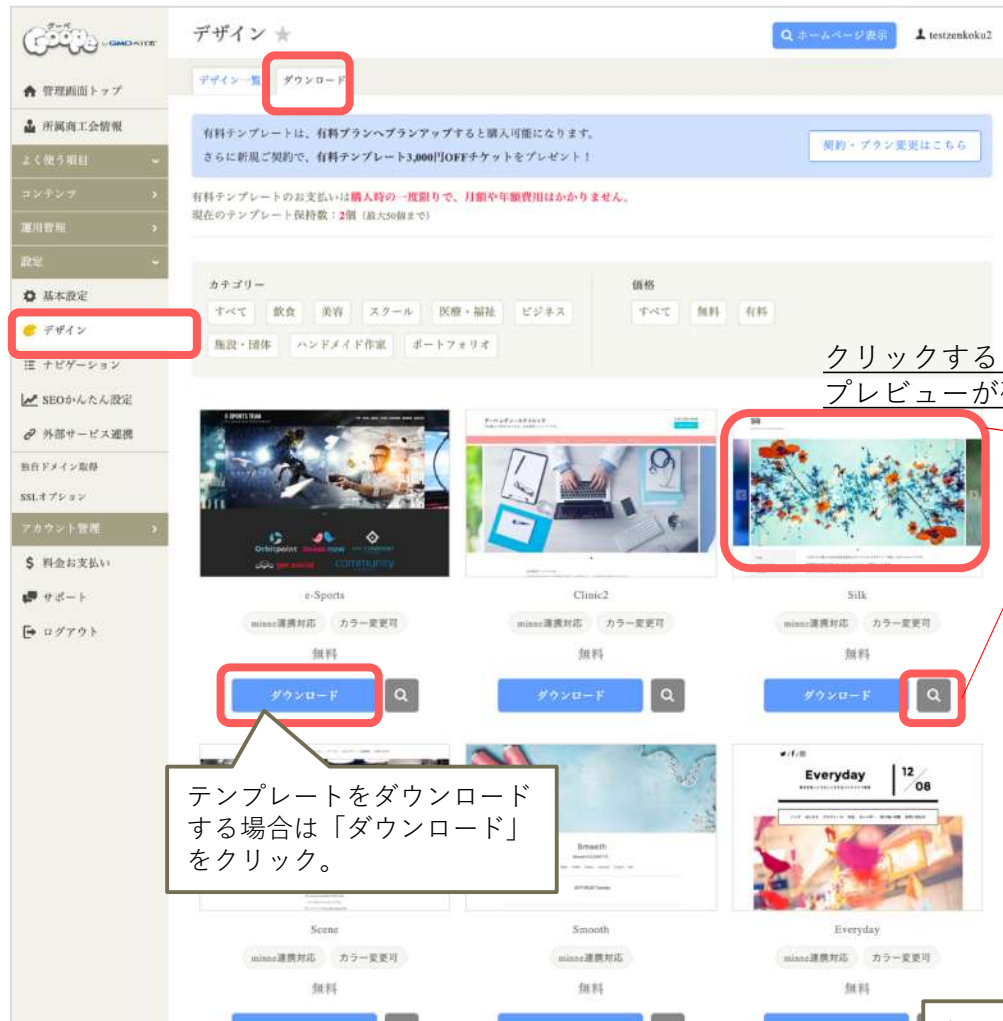 グーペ
Goope by GMOペパボ
デザイン
ホームページ表示
testzenkoku2
管理画面トップ
所属商工会情報
よく使う項目
コンテンツ
運用管理
設定
基本設定
デザイン
ナビゲーション
SEOかんたん設定
外部サービス連携
独自ドメイン取得
SSLオプション
アカウント管理
料金お支払い
サポート
ログアウト
デザイン一覧
ダウンロード
有料テンプレートは、有料プランへプランアップすると購入可能になります。
さらに新規ご契約で、有料テンプレート3,000円OFFチケットをプレゼント！
契約・プラン変更はこちら
有料テンプレートのお支払いは購入時の一度限りで、月額や年額費用はかかりません。
現在のテンプレート保持数：2個（最大50個まで）
カテゴリー
すべて 飲食 美容 スクール 医療・福祉 ビジネス
施設・団体 ハンドメイド作家 ポートフォリオ
価格
すべて 無料 有料
クリックする
プレビューが
E-SPORTS TEAM
Orbitpoint invent now THE COMPANY
get social community
グーペ レディースクリニック
Silk
e-Sports
minne連携対応 カラー変更可
無料
ダウンロード
Clinic2
minne連携対応 カラー変更可
無料
ダウンロード
Silk
minne連携対応 カラー変更可
無料
ダウンロード
テンプレートをダウンロード
する場合は「ダウンロード」
をクリック。
Smooth
Everyday
12/08
Scene
minne連携対応 カラー変更可
無料
Smooth
minne連携対応
無料
Everyday
minne連携対応 カラー変更可
無料